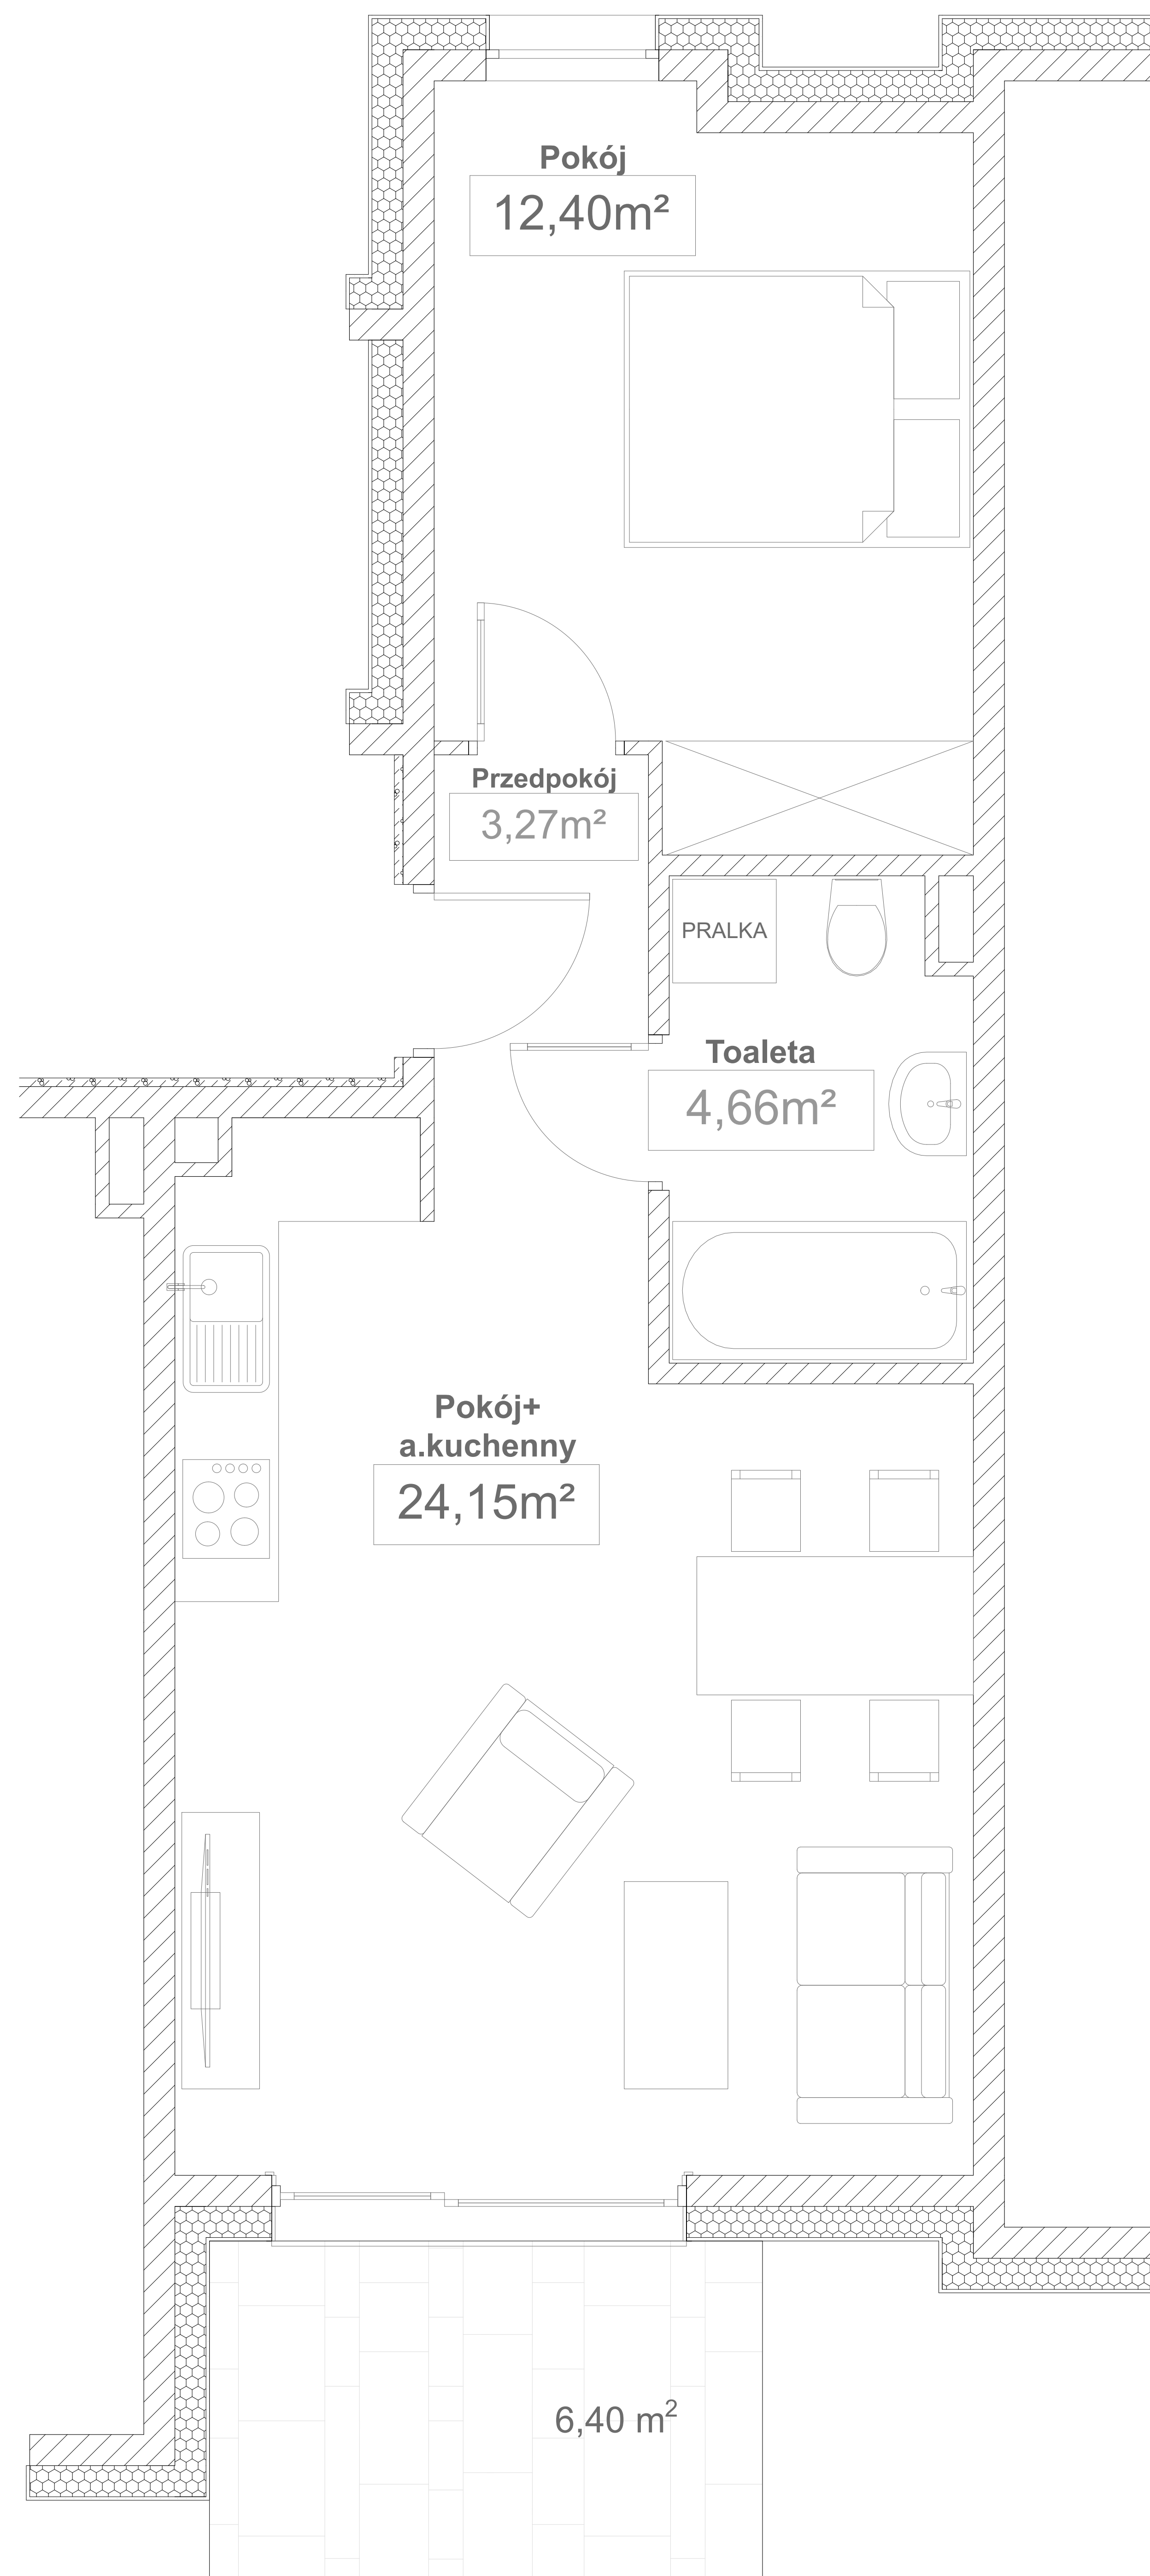 Pokój
12,40m²
Przedpokój
3,27m²
PRALKA
Toaleta
4,66m²
Pokój+
a.kuchenny
24,15m²
6,40 m²